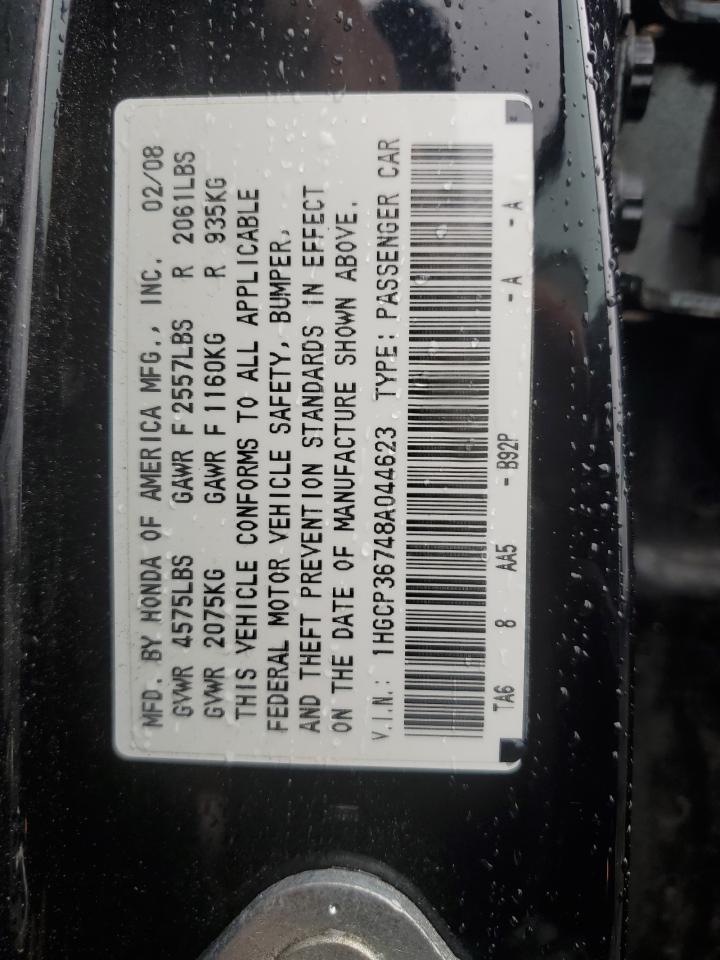 MFD. BY HONDA OF AMERICA MFG., INC. 02/08
GVWR 4575LBS GAWR F 2557LBS R 2061LBS
GVWR 2075KG GAWR F 1160KG R 935KG
THIS VEHICLE CONFORMS TO ALL APPLICABLE
FEDERAL MOTOR VEHICLE SAFETY, BUMPER,
AND THEFT PREVENTION STANDARDS IN EFFECT
ON THE DATE OF MANUFACTURE SHOWN ABOVE.
V.I.N.: 1HGCP36748A044623 TYPE: PASSENGER CAR
TA6 8 AA5 - B92P - A - A